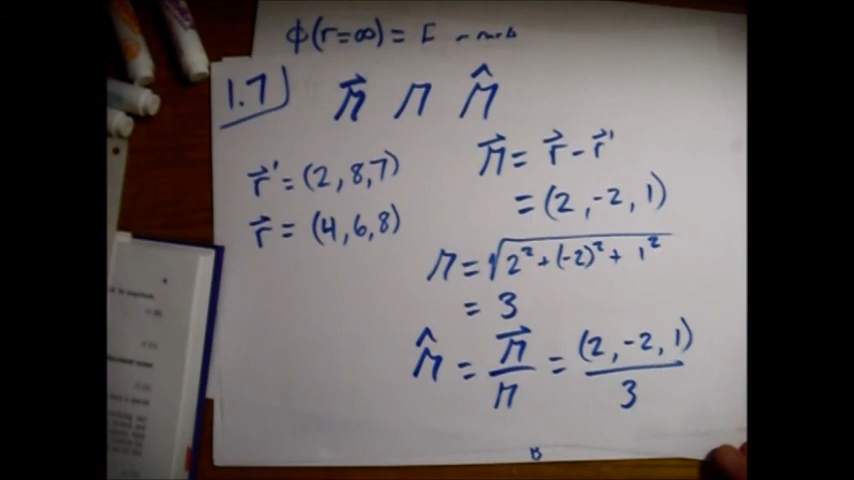 ϕ(r=∞) = E
1.7) 𝓇⃗ 𝓇 𝓇̂
r⃗' = (2, 8, 7)
r⃗ = (4, 6, 8)
𝓇⃗ = r⃗ - r⃗'
= (2, -2, 1)
𝓇 = √2² + (-2)² + 1²
= 3
𝓇̂ = 𝓇⃗/𝓇 = (2, -2, 1)/3